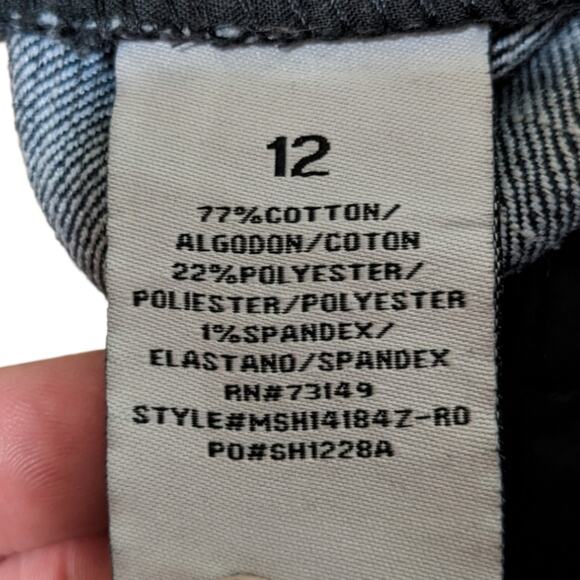 12
77%COTTON/
ALGODON/COTON
22%POLYESTER/
POLIESTER/POLYESTER
1%SPANDEX/
ELASTANO/SPANDEX
RN#73149
STYLE#MSH14184Z-RO
PO#SH1228A